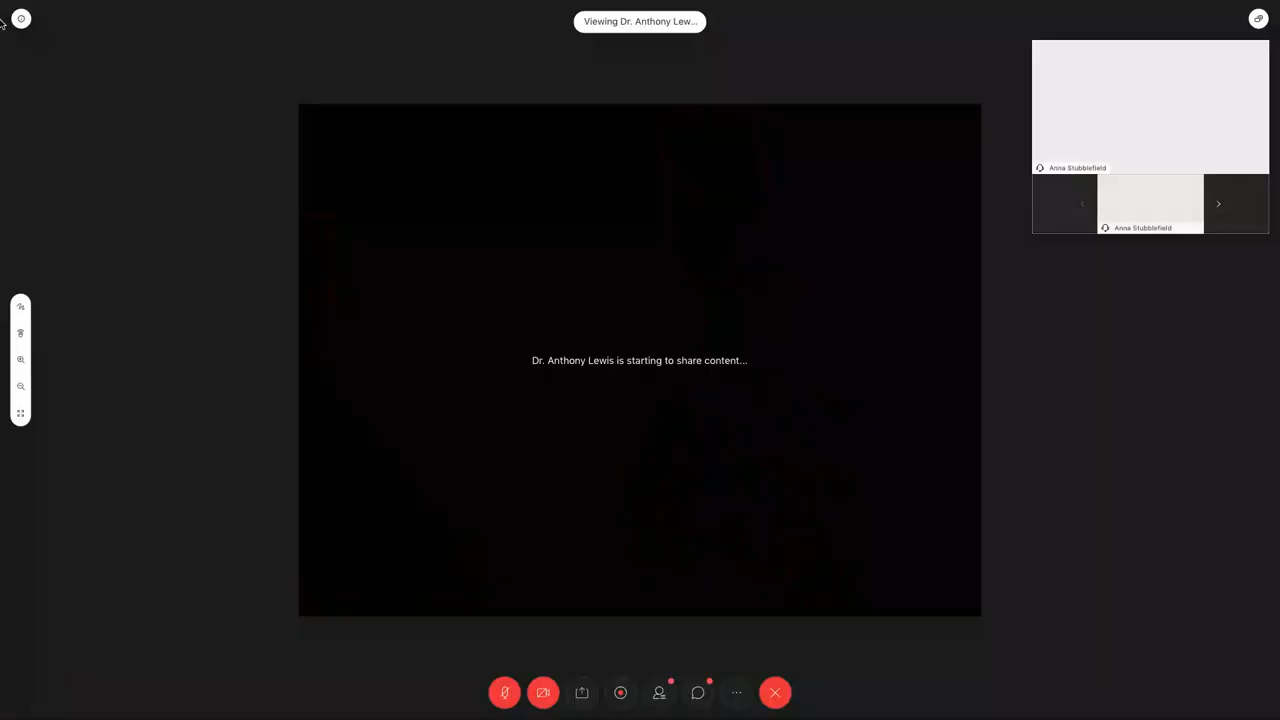 Viewing Dr. Anthony Lew...
Anna Stubblefield
Anna Stubblefield
Dr. Anthony Lewis is starting to share content...